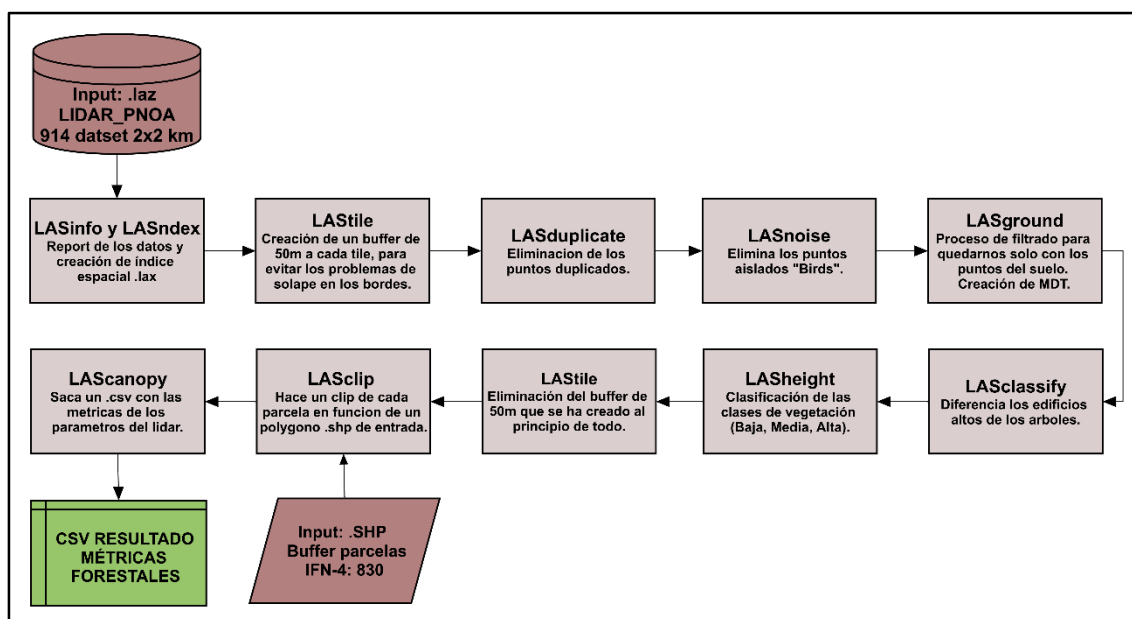 Input: .laz
LIDAR_PNOA
914 datset 2x2 km
LASinfo y LASndex
Report de los datos y
creación de índice
espacial .lax
LAStile
Creación de un buffer de
50m a cada tile, para
evitar los problemas de
solape en los bordes.
LASduplicate
Eliminacion de los
puntos duplicados.
LASnoise
Elimina los puntos
aislados "Birds".
LASground
Proceso de filtrado para
quedarnos solo con los
puntos del suelo.
Creación de MDT.
LASclassify
Diferencia los edificios
altos de los arboles.
LASheight
Clasificación de las
clases de vegetación
(Baja, Media, Alta).
LAStile
Eliminación del buffer de
50m que se ha creado al
principio de todo.
LASclip
Hace un clip de cada
parcela en funcion de un
polygono .shp de entrada.
LAScanopy
Saca un .csv con las
metricas de los
parametros del lidar.
CSV RESULTADO
MÉTRICAS
FORESTALES
Input: .SHP
Buffer parcelas
IFN-4: 830